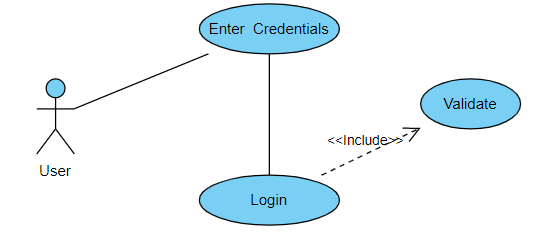 Enter Credentials
Validate
<<Include>>
User
Login